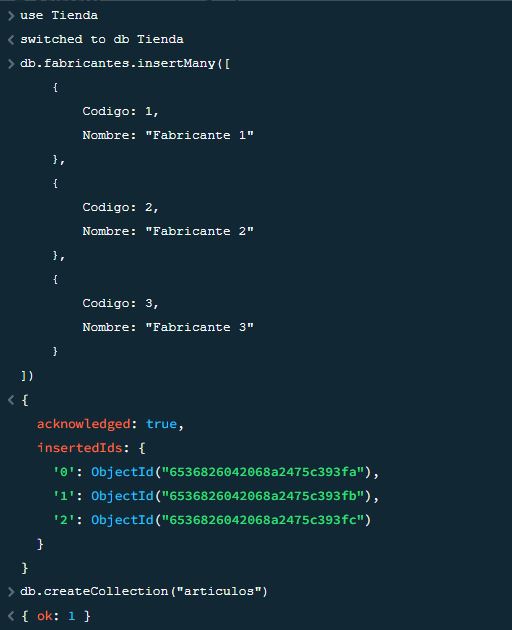 > use Tienda
< switched to db Tienda
> db.fabricantes.insertMany([
    {
        Codigo: 1,
        Nombre: "Fabricante 1"
    },
    {
        Codigo: 2,
        Nombre: "Fabricante 2"
    },
    {
        Codigo: 3,
        Nombre: "Fabricante 3"
    }
])
< {
  acknowledged: true,
  insertedIds: {
    '0': ObjectId("6536826042068a2475c393fa"),
    '1': ObjectId("6536826042068a2475c393fb"),
    '2': ObjectId("6536826042068a2475c393fc")
  }
}
> db.createCollection("articulos")
< { ok: 1 }